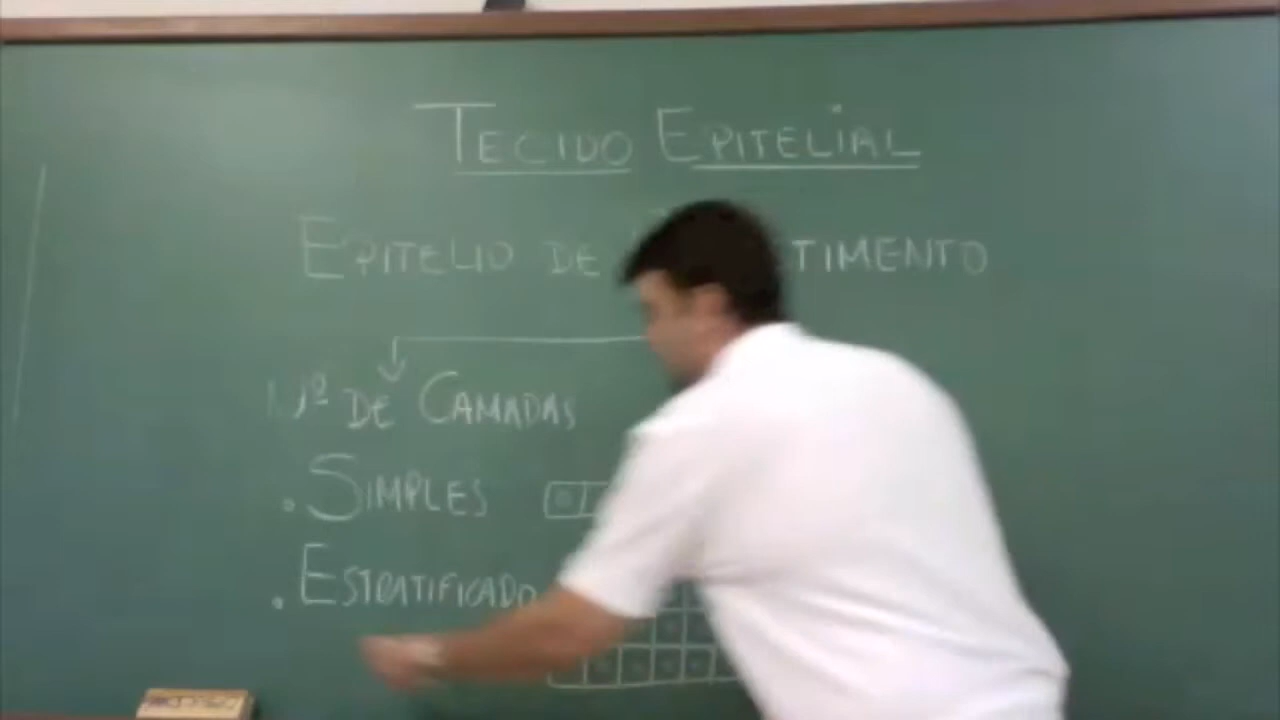 TECIDO EPITELIAL
EPITELIO DE TIMENTO
Nº DE CAMADAS
. SIMPLES
. ESTRATIFICADO